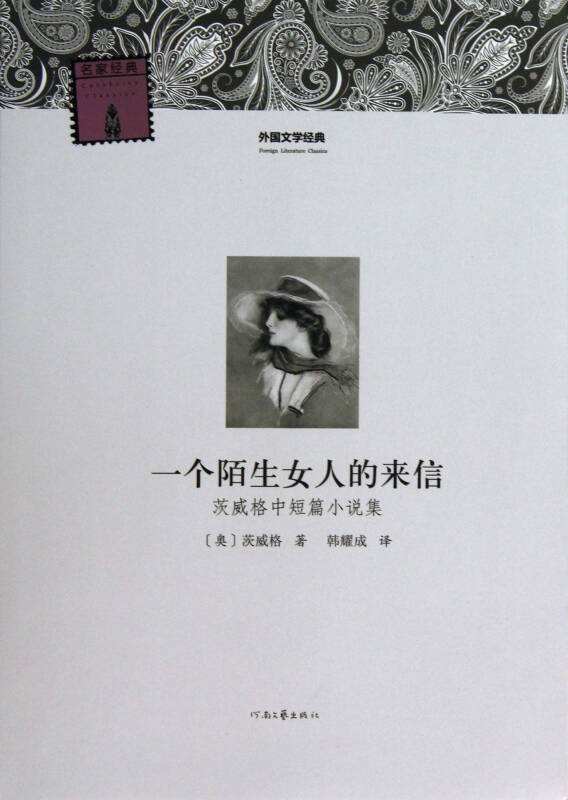 名家经典
Celebrity
Classics
外国文学经典
Foreign Literature Classics
一个陌生女人的来信
茨威格中短篇小说集
〔奥〕茨威格 著 韩耀成 译
河南文艺出版社